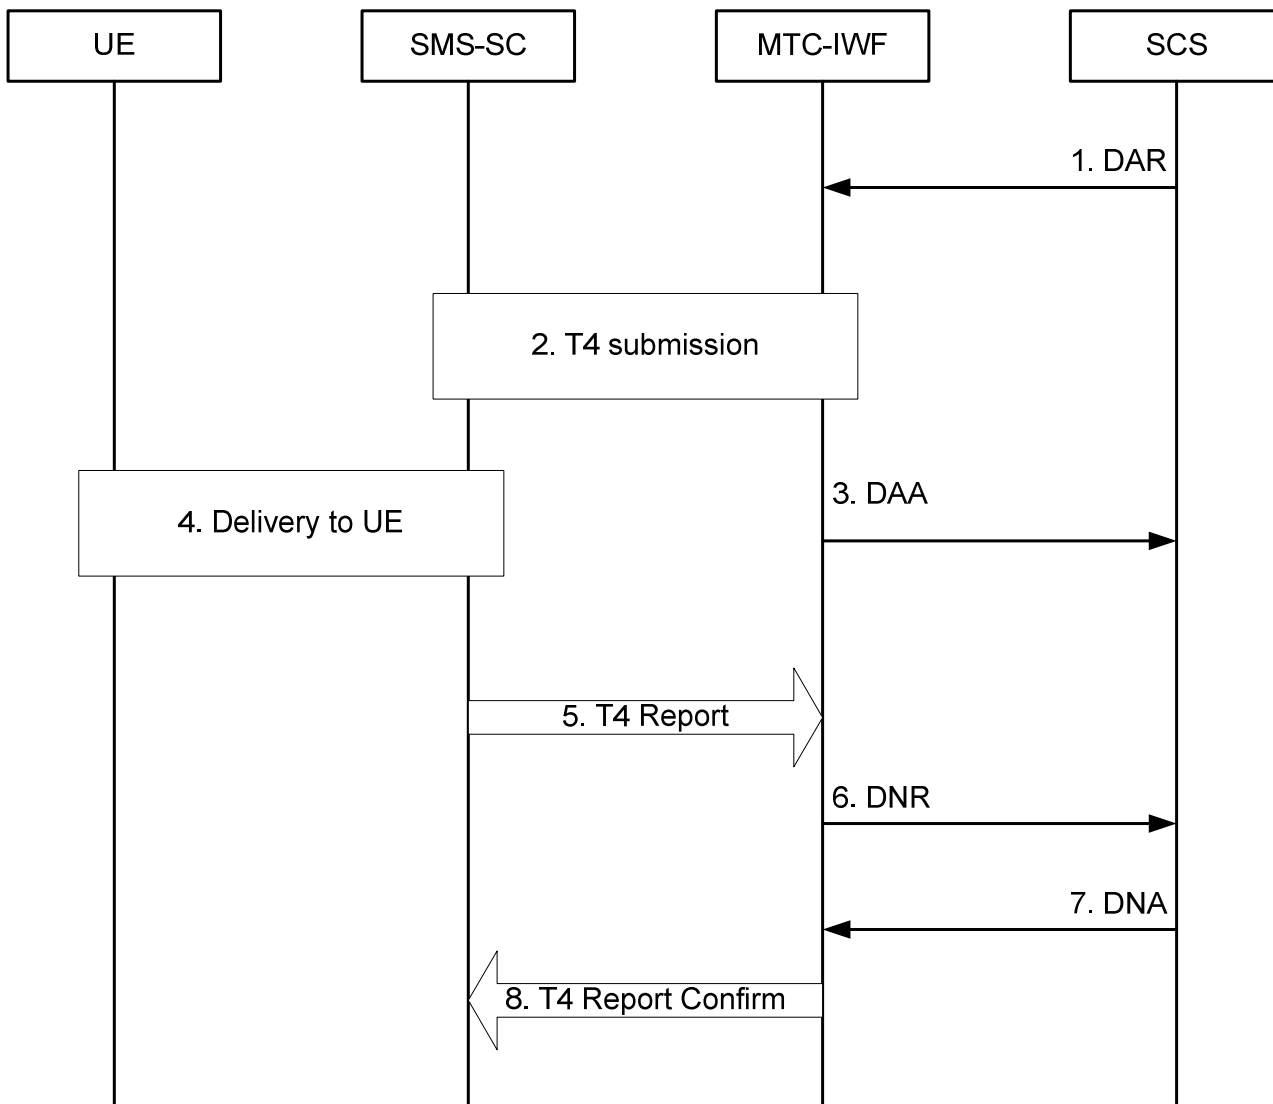 UE
SMS-SC
MTC-IWF
SCS
1. DAR
2. T4 submission
3. DAA
4. Delivery to UE
5. T4 Report
6. DNR
7. DNA
8. T4 Report Confirm